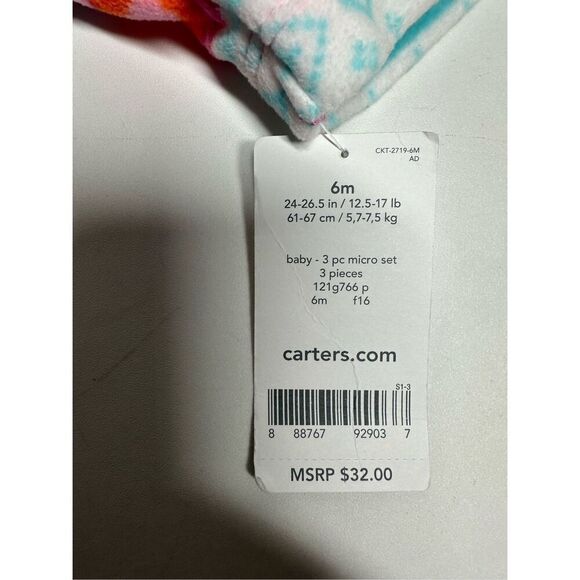 CKT-2719-6M
AD
6m
24-26.5 in / 12.5-17 lb
61-67 cm / 5,7-7,5 kg
baby - 3 pc micro set
3 pieces
121g766 p
6m f16
carters.com
S1-3
8 88767 92903 7
MSRP $32.00